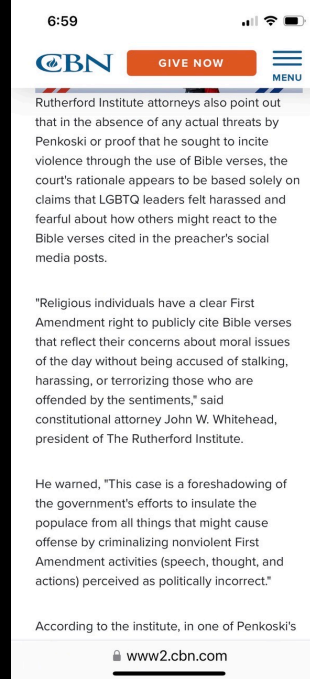 6:59
CBN
GIVE NOW
MENU
Rutherford Institute attorneys also point out
that in the absence of any actual threats by
Penkoski or proof that he sought to incite
violence through the use of Bible verses, the
court's rationale appears to be based solely on
claims that LGBTQ leaders felt harassed and
fearful about how others might react to the
Bible verses cited in the preacher's social
media posts.
"Religious individuals have a clear First
Amendment right to publicly cite Bible verses
that reflect their concerns about moral issues
of the day without being accused of stalking,
harassing, or terrorizing those who are
offended by the sentiments," said
constitutional attorney John W. Whitehead,
president of The Rutherford Institute.
He warned, "This case is a foreshadowing of
the government's efforts to insulate the
populace from all things that might cause
offense by criminalizing nonviolent First
Amendment activities (speech, thought, and
actions) perceived as politically incorrect."
According to the institute, in one of Penkoski's
www2.cbn.com